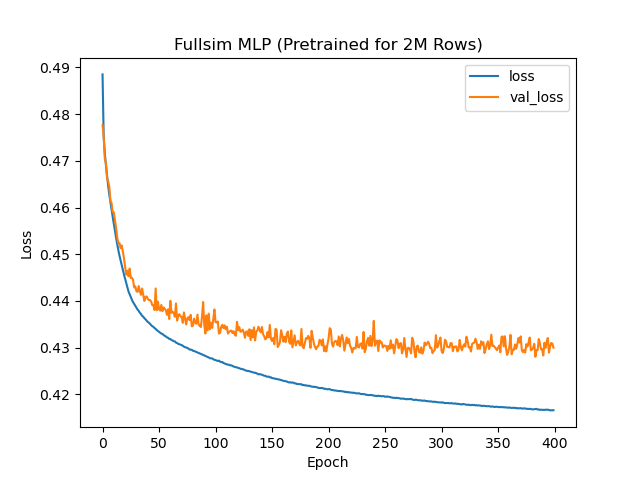 Fullsim MLP (Pretrained for 2M Rows)
loss
val_loss
Loss
0.49
0.48
0.47
0.46
0.45
0.44
0.43
0.42
0 50 100 150 200 250 300 350 400
Epoch